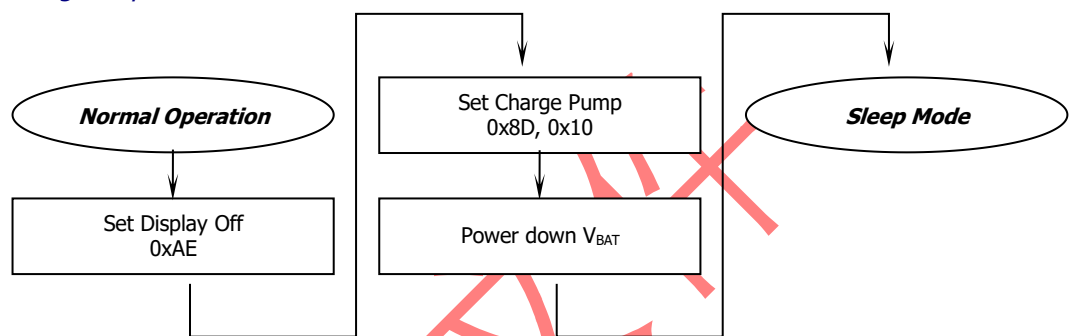 Normal Operation
Set Display Off
0xAE
Set Charge Pump
0x8D, 0x10
Power down VBAT
Sleep Mode